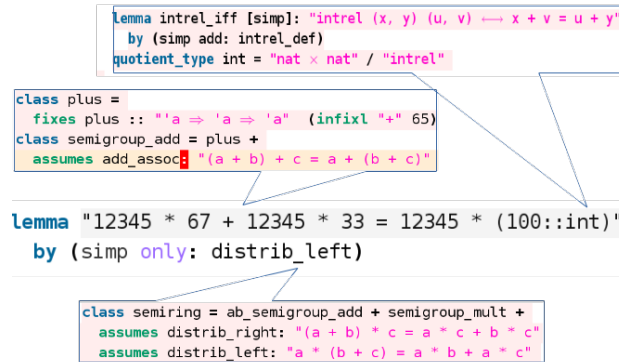 lemma intrel_iff [simp]: "intrel (x, y) (u, v) ⟷ x + v = u + y"
by (simp add: intrel_def)
quotient_type int = "nat × nat" / "intrel"
class plus =
fixes plus :: "'a ⇒ 'a ⇒ 'a" (infixl "+" 65)
class semigroup_add = plus +
assumes add_assoc: "(a + b) + c = a + (b + c)"
lemma "12345 * 67 + 12345 * 33 = 12345 * (100::int)"
by (simp only: distrib_left)
class semiring = ab_semigroup_add + semigroup_mult +
assumes distrib_right: "(a + b) * c = a * c + b * c"
assumes distrib_left: "a * (b + c) = a * b + a * c"